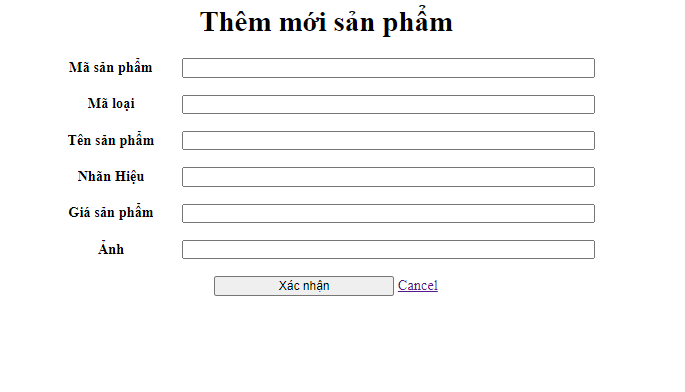 Thêm mới sản phẩm
Mã sản phẩm
Mã loại
Tên sản phẩm
Nhãn Hiệu
Giá sản phẩm
Ảnh
Xác nhận Cancel